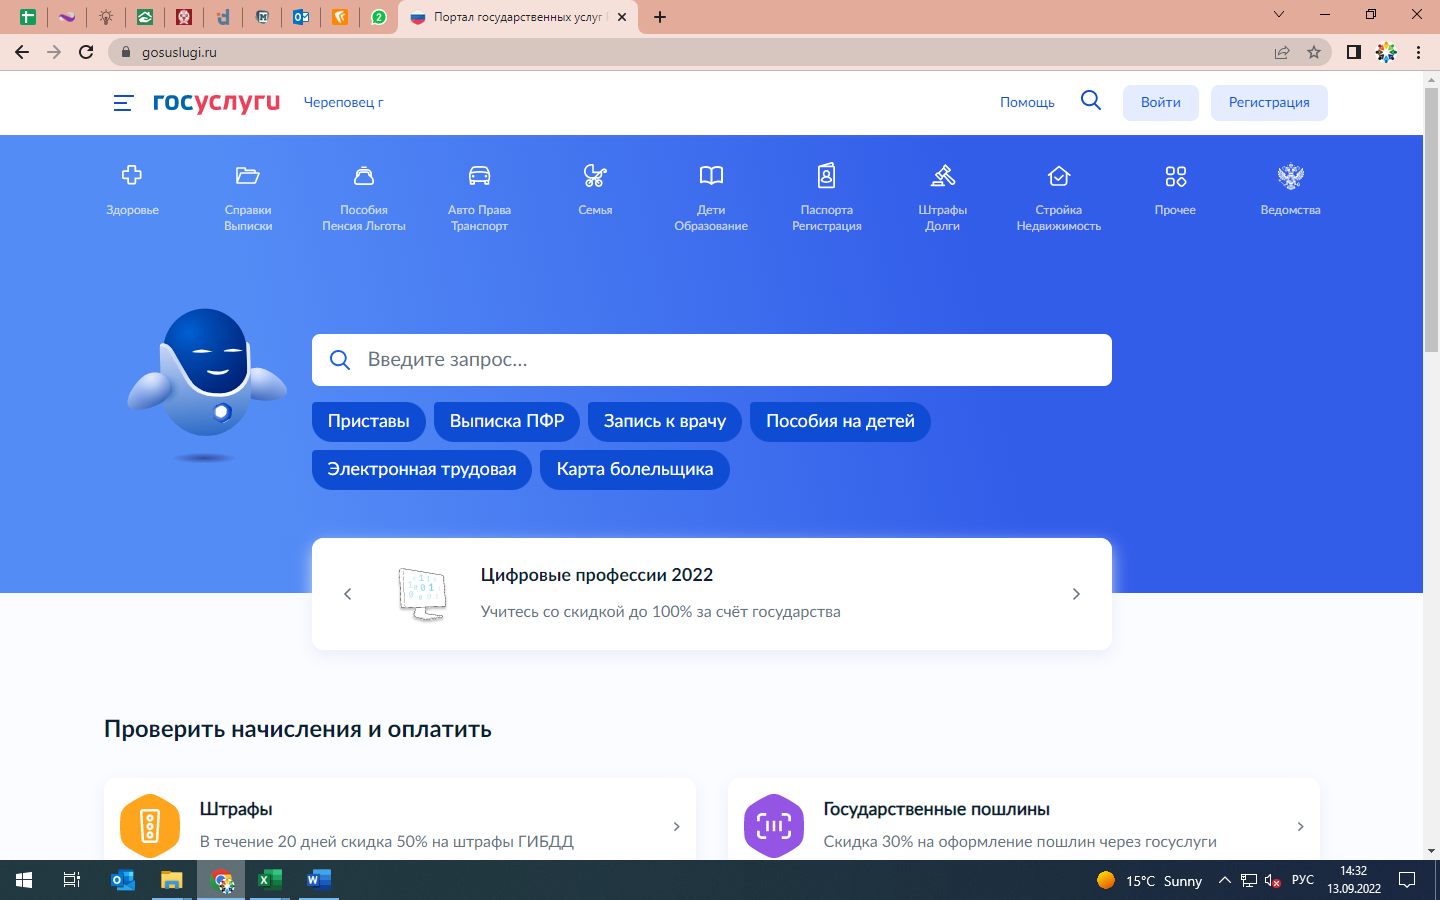 2
Портал государственных услуг
gosuslugi.ru
госуслуги
Череповец г
Помощь
Войти
Регистрация
Здоровье
Справки
Выписки
Пособия
Пенсия Льготы
Авто Права
Транспорт
Семья
Дети
Образование
Паспорта
Регистрация
Штрафы
Долги
Стройка
Недвижимость
Прочее
Ведомства
Введите запрос...
Приставы
Выписка ПФР
Запись к врачу
Пособия на детей
Электронная трудовая
Карта болельщика
Цифровые профессии 2022
Учитесь со скидкой до 100% за счёт государства
Проверить начисления и оплатить
Штрафы
В течение 20 дней скидка 50% на штрафы ГИБДД
Государственные пошлины
Скидка 30% на оформление пошлин через госуслуги
15°C Sunny
РУС
14:32
13.09.2022